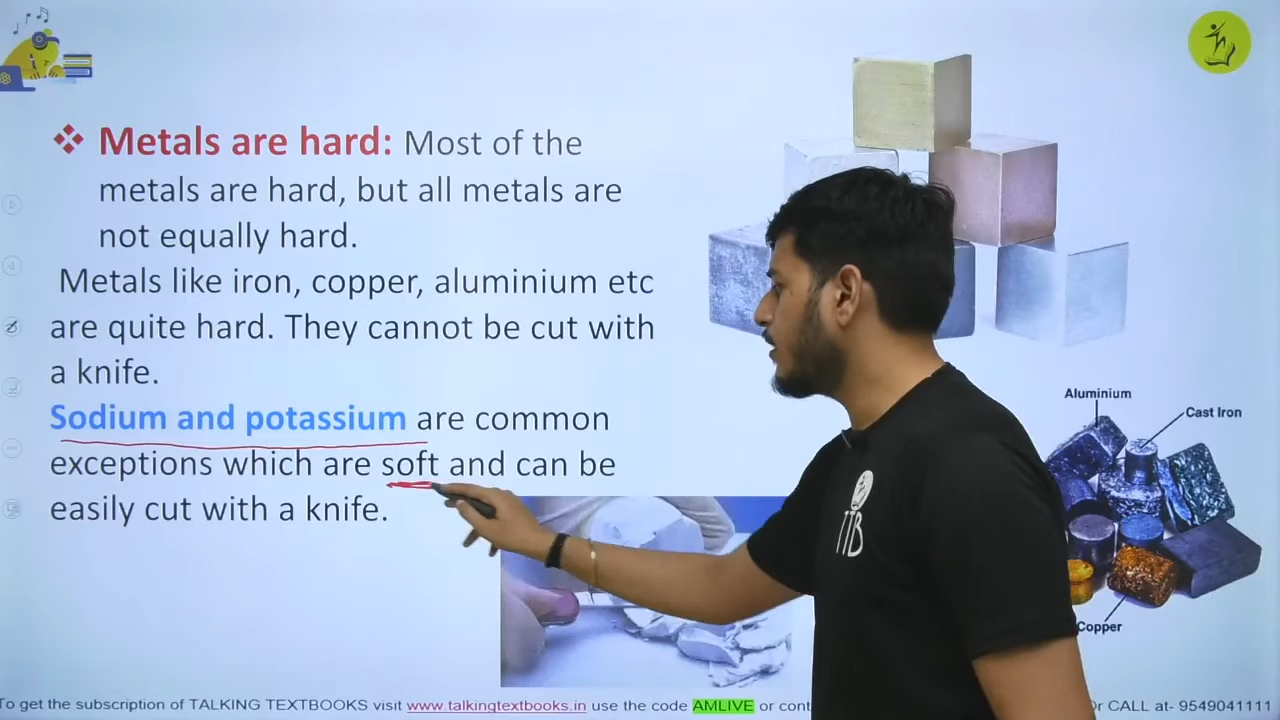 ❖ Metals are hard: Most of the
metals are hard, but all metals are
not equally hard.
Metals like iron, copper, aluminium etc
are quite hard. They cannot be cut with
a knife.
Sodium and potassium are common
exceptions which are soft and can be
easily cut with a knife.
Aluminium
Cast Iron
Copper
TTB
To get the subscription of TALKING TEXTBOOKS visit www.talkingtextbooks.in use the code AMLIVE or cont Or CALL at- 9549041111